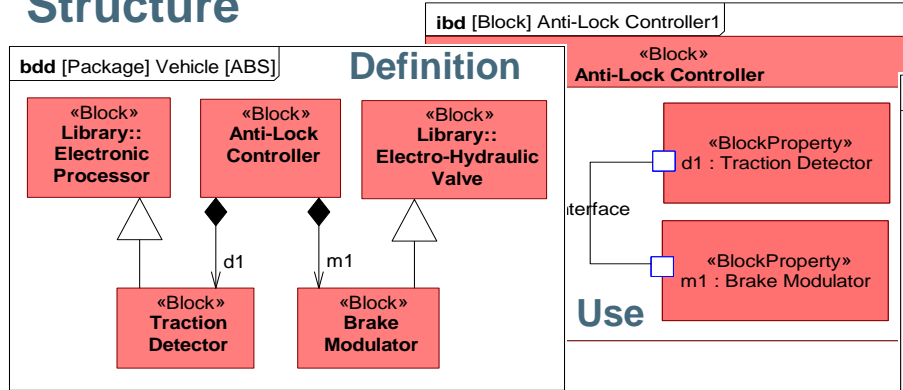 Structure
bdd [Package] Vehicle [ABS]
Definition
«Block»
Library::
Electronic
Processor
«Block»
Anti-Lock
Controller
«Block»
Library::
Electro-Hydraulic
Valve
d1
m1
«Block»
Traction
Detector
«Block»
Brake
Modulator
ibd [Block] Anti-Lock Controller1
«Block»
Anti-Lock Controller
«BlockProperty»
d1 : Traction Detector
terface
«BlockProperty»
m1 : Brake Modulator
Use